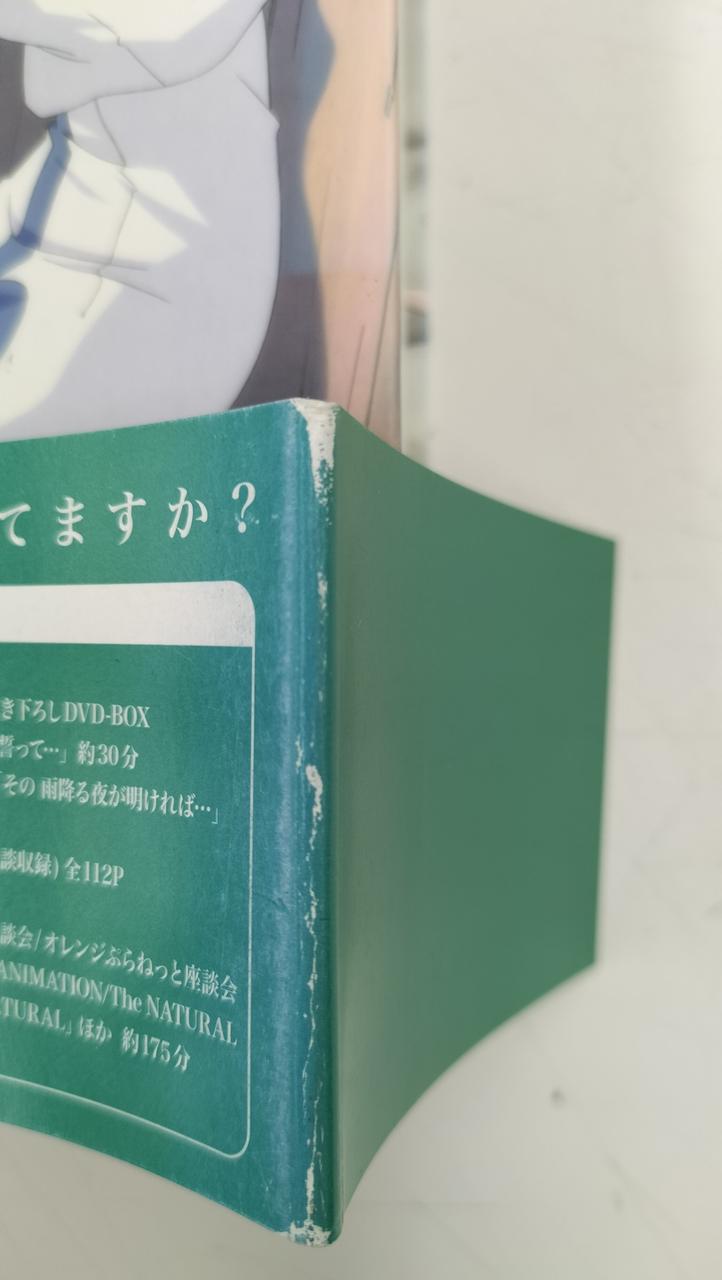 てますか?
き下ろしDVD-BOX
誓って…」約30分
「その 雨降る夜が明ければ…」
談収録) 全112P
談会/オレンジぷらねっと座談会
ANIMATION/The NATURAL
TURAL」ほか 約175分